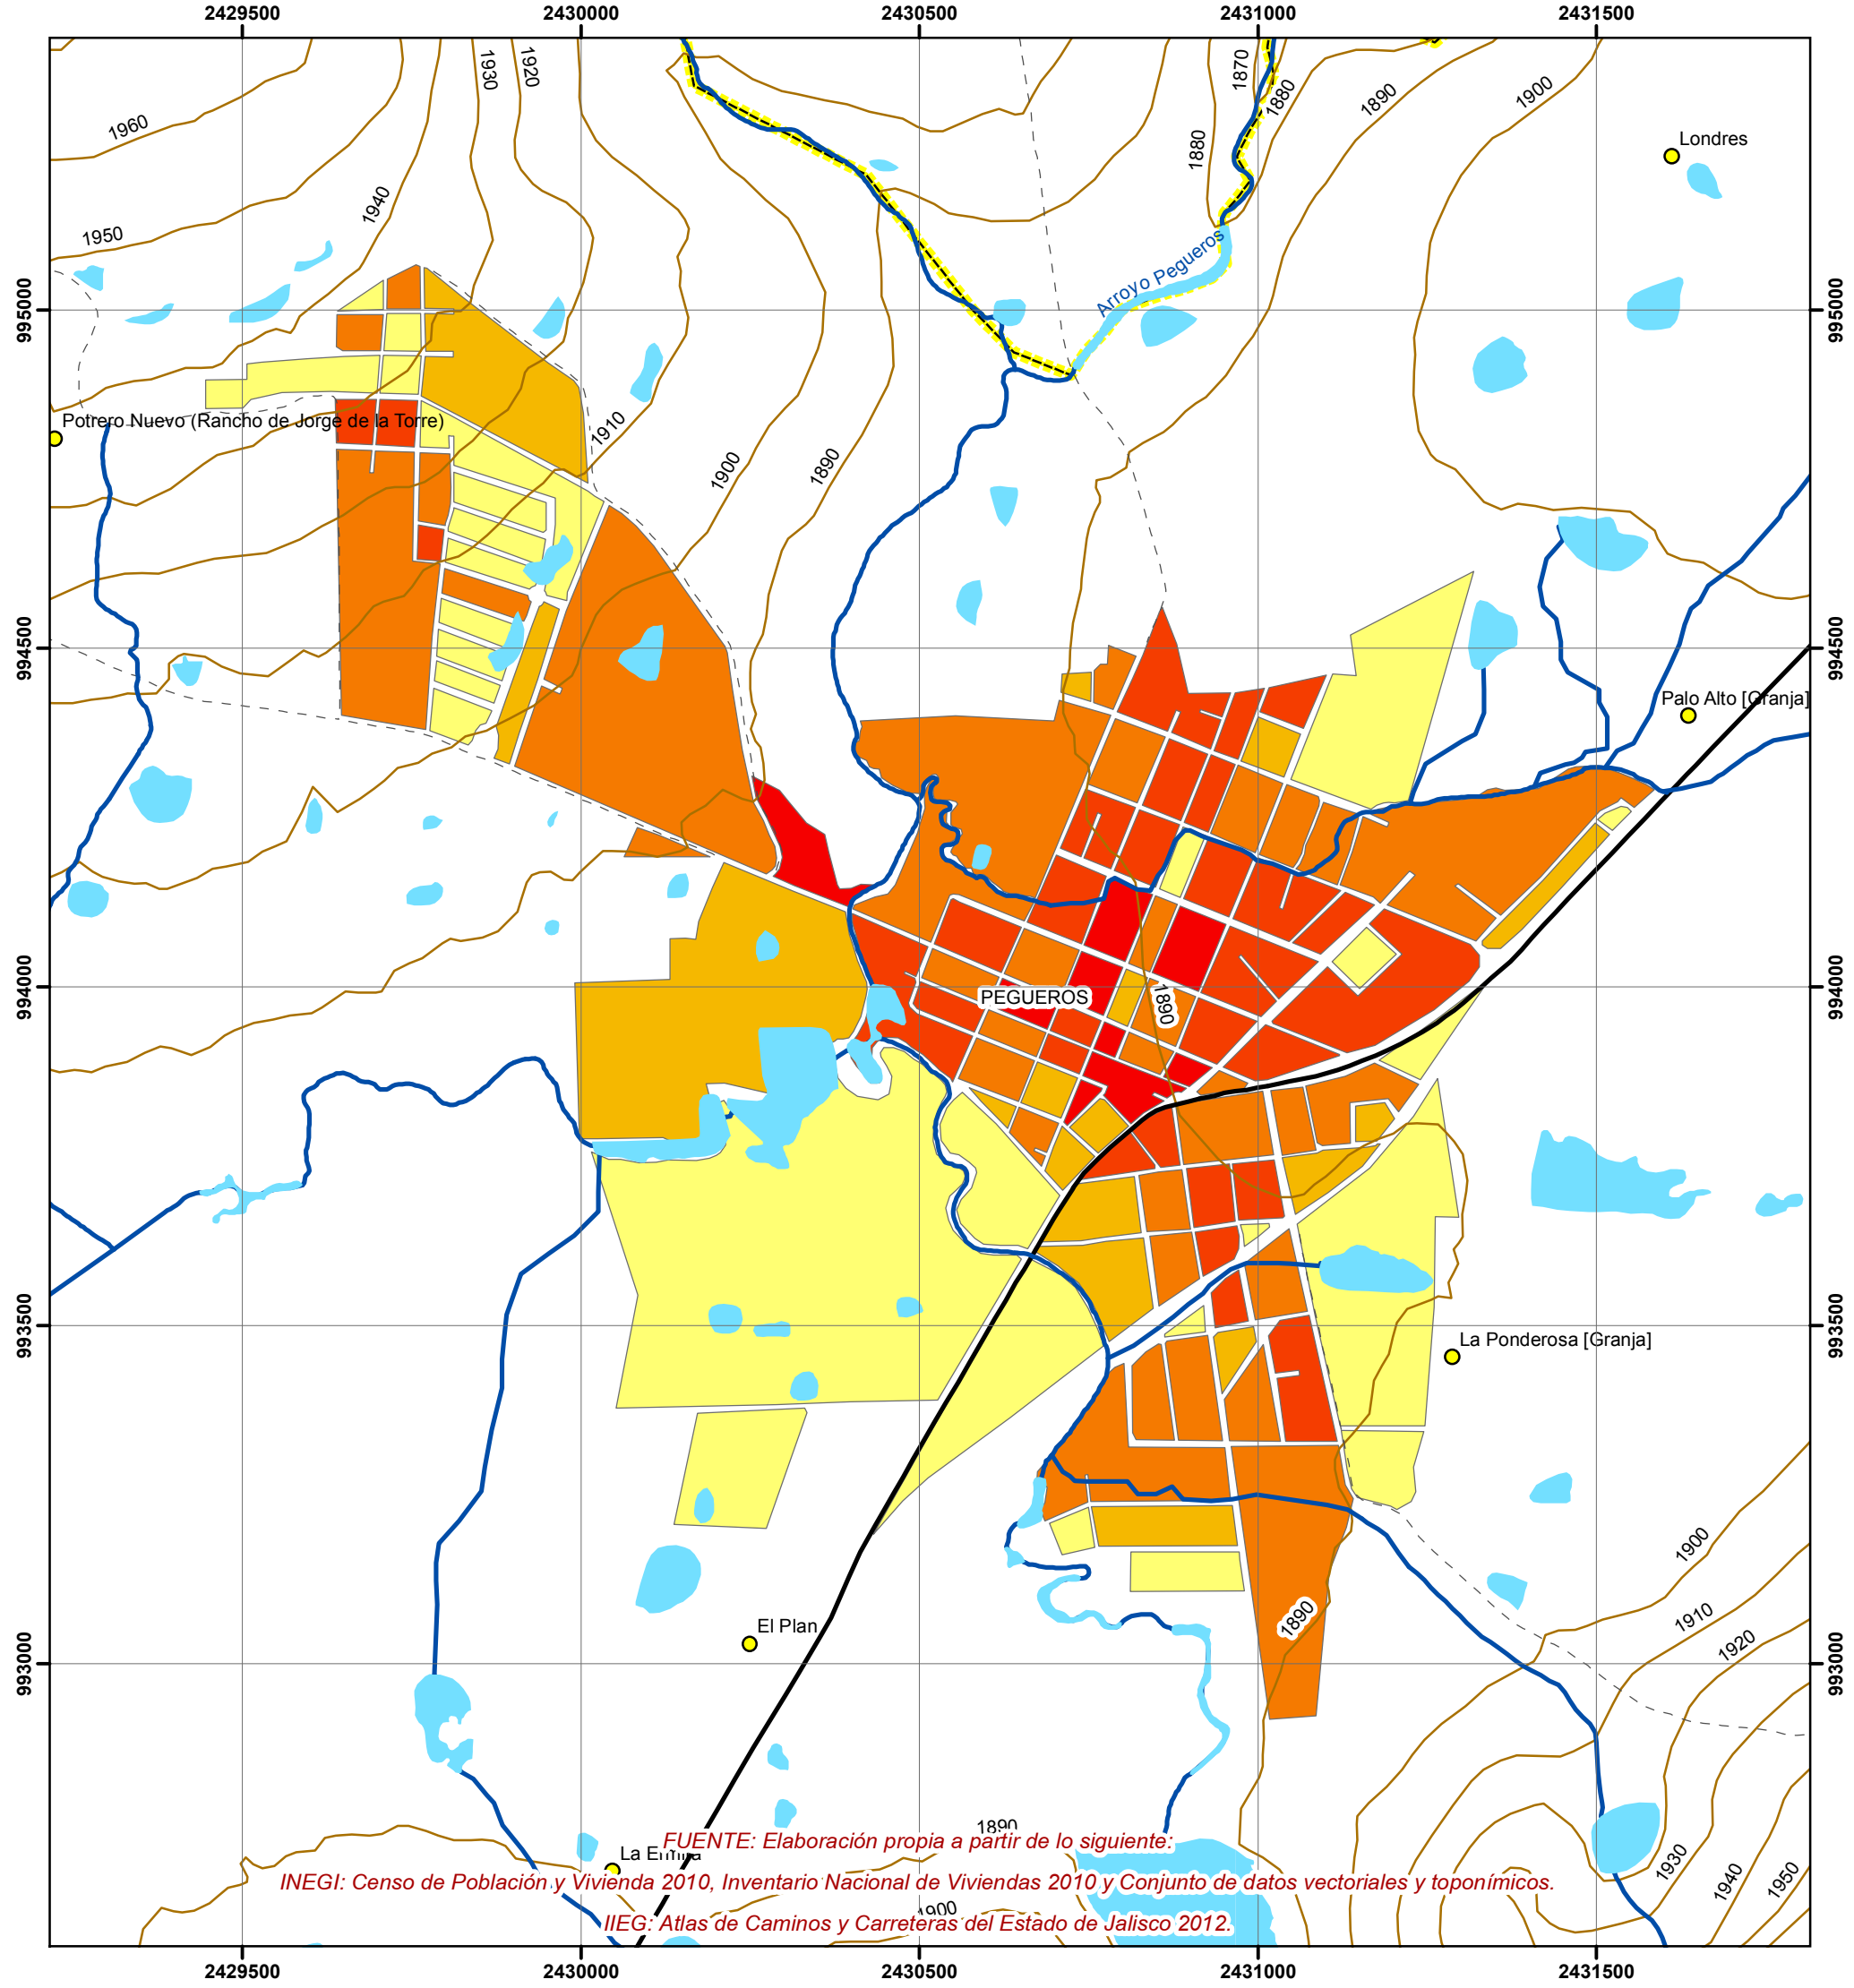 2429500 2430000 2430500 2431000 2431500
1930
1920
1870
1880
1890
1900
1960
1880
Londres
1940
1950
Arroyo Pegueros
995000
995000
Potrero Nuevo (Rancho de Jorge de la Torre)
1910
1900
1890
994500
994500
Palo Alto [Granja]
PEGUEROS
1890
994000
994000
993500
993500
La Ponderosa [Granja]
1900
1910
1920
1890
El Plan
993000
993000
1890
FUENTE: Elaboración propia a partir de lo siguiente:
La
1930
1940
1950
INEGI: Censo de Población y Vivienda 2010, Inventario Nacional de Viviendas 2010 y Conjunto de datos vectoriales y toponímicos.
1900
IIEG: Atlas de Caminos y Carreteras del Estado de Jalisco 2012.
2429500 2430000 2430500 2431000 2431500